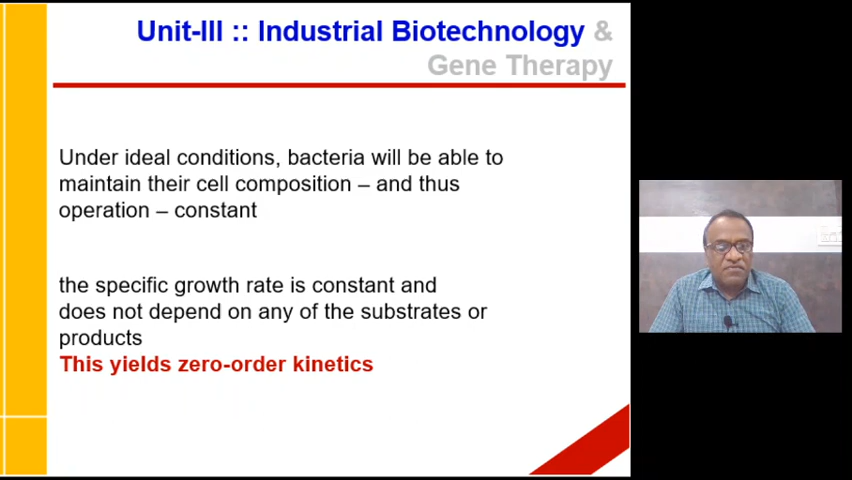 Unit-III :: Industrial Biotechnology &
Gene Therapy
Under ideal conditions, bacteria will be able to
maintain their cell composition – and thus
operation – constant
the specific growth rate is constant and
does not depend on any of the substrates or
products
This yields zero-order kinetics